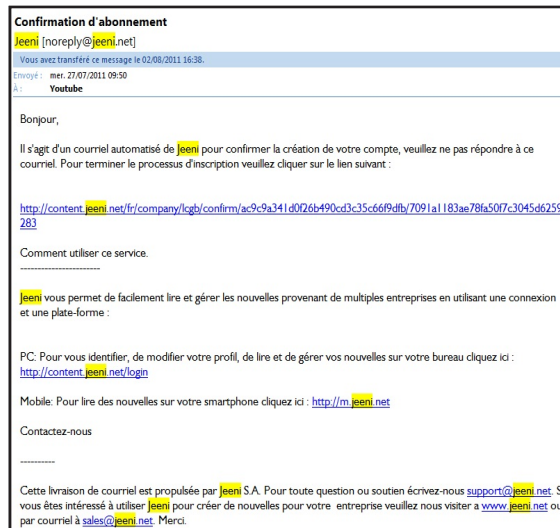 Confirmation d'abonnement
Jeeni [noreply@jeeni.net]
Vous avez transféré ce message le 02/08/2011 16:38.
Envoyé : mer. 27/07/2011 09:50
À : Youtube
Bonjour,
Il s'agit d'un courriel automatisé de Jeeni pour confirmer la création de votre compte, veuillez ne pas répondre à ce
courriel. Pour terminer le processus d'inscription veuillez cliquer sur le lien suivant :
http://content.jeeni.net/fr/company/lcgb/confirm/ac9c9a341d0f26b490cd3c35c66f9dfb/7091a1183ae78fa50f7c3045d6259
283
Comment utiliser ce service.
-----------------------
Jeeni vous permet de facilement lire et gérer les nouvelles provenant de multiples entreprises en utilisant une connexion
et une plate-forme :
PC: Pour vous identifier, de modifier votre profil, de lire et de gérer vos nouvelles sur votre bureau cliquez ici :
http://content.jeeni.net/login
Mobile: Pour lire des nouvelles sur votre smartphone cliquez ici : http://m.jeeni.net
Contactez-nous
----------
Cette livraison de courriel est propulsée par Jeeni S.A. Pour toute question ou soutien écrivez-nous support@jeeni.net. S
vous êtes intéressé à utiliser Jeeni pour créer de nouvelles pour votre entreprise veuillez nous visiter a www.jeeni.net
par courriel à sales@jeeni.net. Merci.